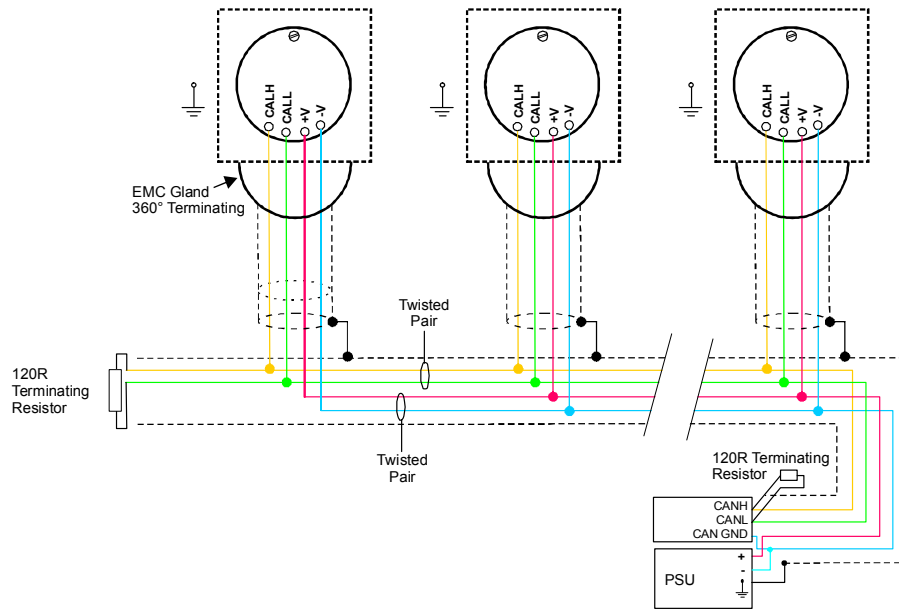 CALH
CALL
+V
-V
CALH
CALL
+V
-V
CALH
CALL
+V
-V
EMC Gland
360° Terminating
Twisted
Pair
120R
Terminating
Resistor
Twisted
Pair
120R Terminating
Resistor
CANH
CANL
CAN GND
PSU
+
-